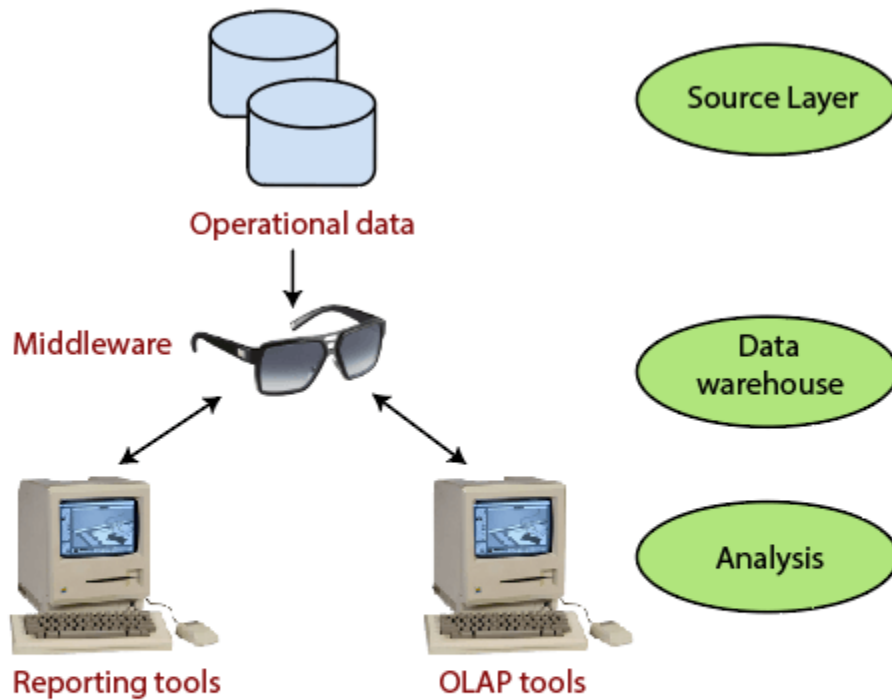 Source Layer
Operational data
Middleware
Data
warehouse
Analysis
Reporting tools
OLAP tools